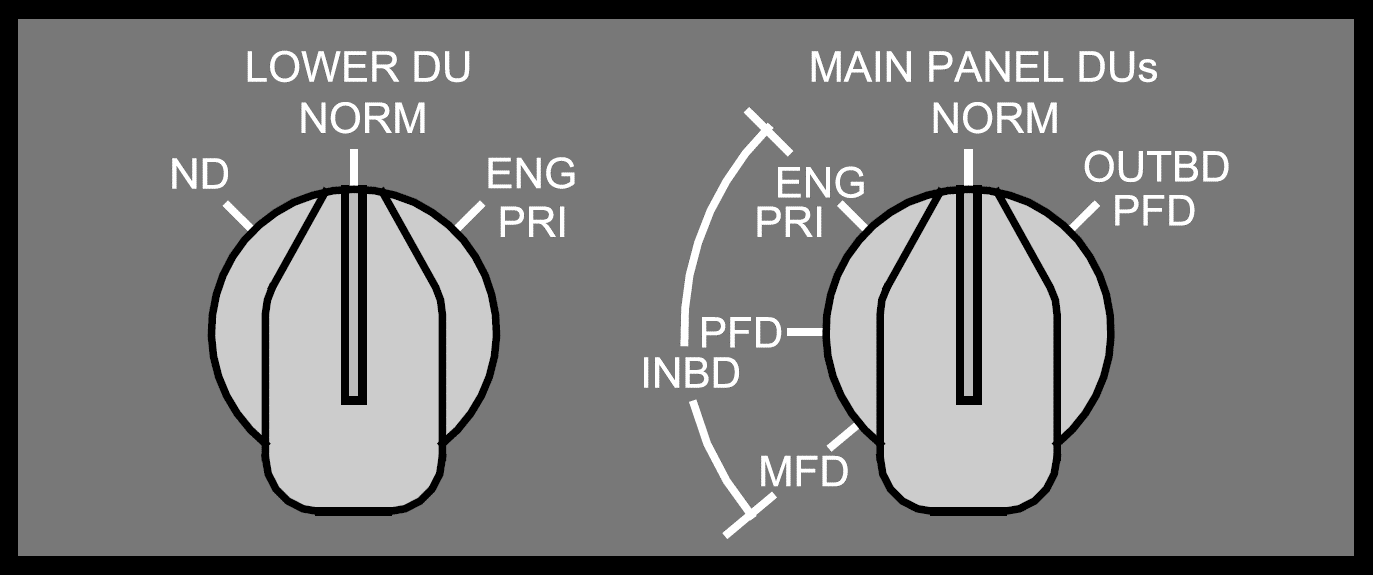 LOWER DU
NORM
ND
ENG
PRI
MAIN PANEL DUs
NORM
OUTBD
PFD
ENG
PRI
PFD
INBD
MFD